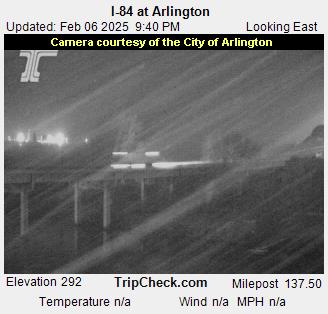 I-84 at Arlington
Updated: Feb 06 2025 9:40 PM Looking East
Camera courtesy of the City of Arlington
Elevation 292 TripCheck.com Milepost 137.50
Temperature n/a Wind n/a MPH n/a